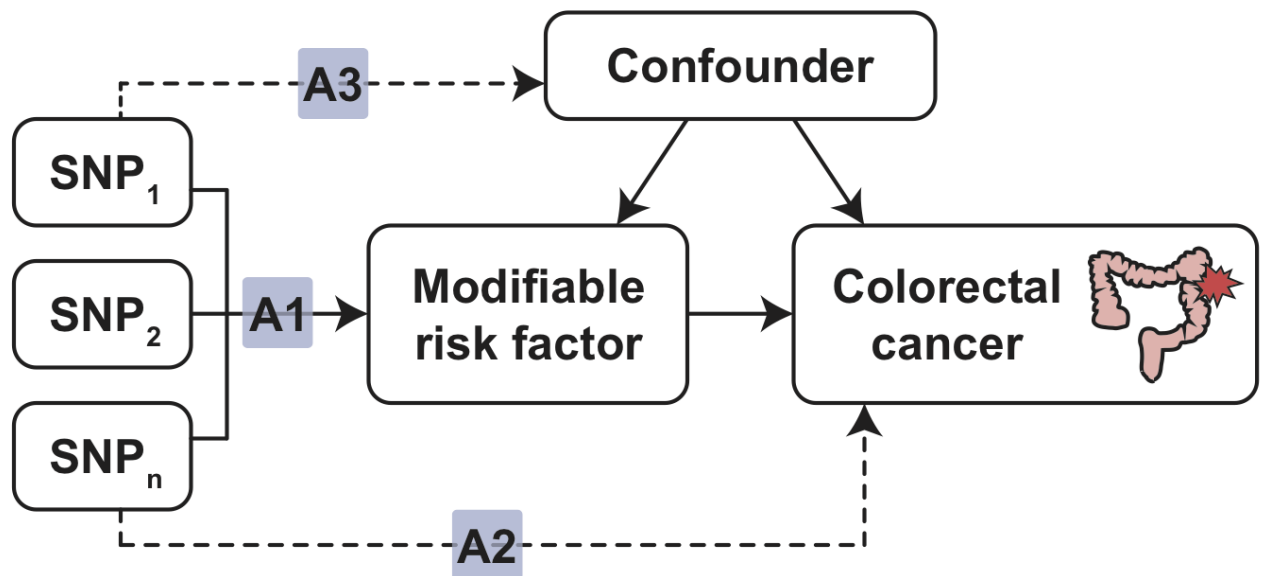 A3
Confounder
SNP1
SNP2
SNPn
A1
Modifiable
risk factor
Colorectal
cancer
A2